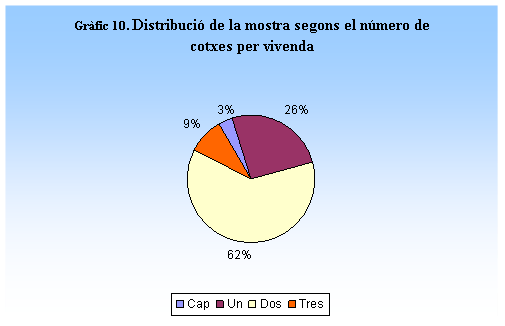 Gràfic 10. Distribució de la mostra segons el número de
cotxes per vivenda
3%
26%
9%
62%
Cap Un Dos Tres